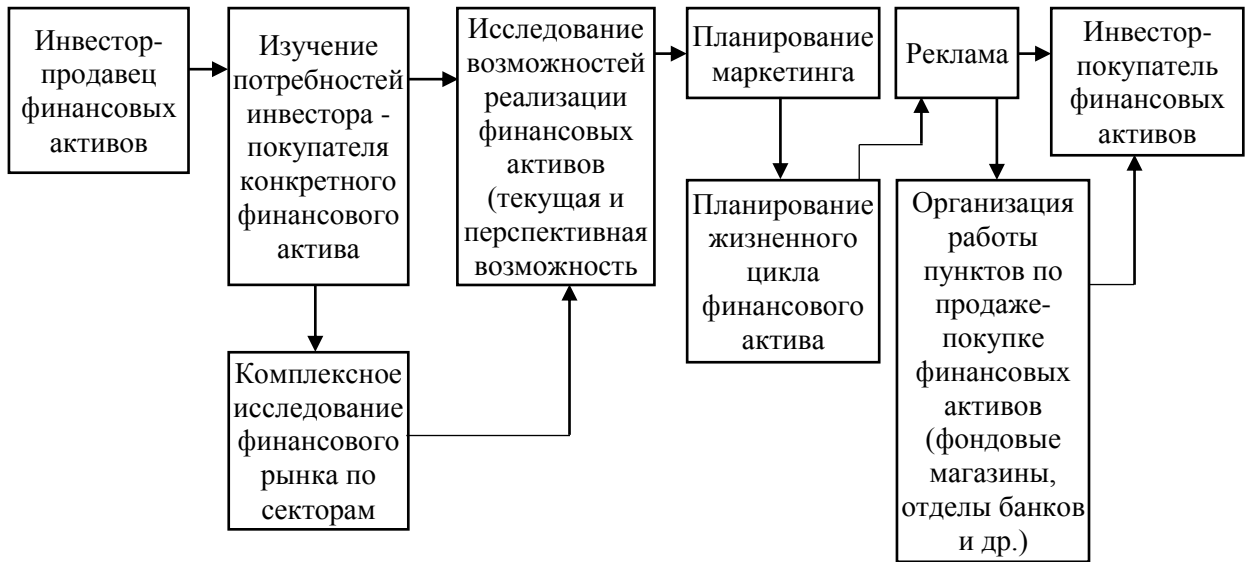 Инвестор-
продавец
финансовых
активов
Изучение
потребностей
инвестора -
покупателя
конкретного
финансового
актива
Комплексное
исследование
финансового
рынка по
секторам
Исследование
возможностей
реализации
финансовых
активов
(текущая и
перспективная
возможность
Планирование
маркетинга
Планирование
жизненного
цикла
финансового
актива
Реклама
Организация
работы
пунктов по
продаже-
покупке
финансовых
активов
(фондовые
магазины,
отделы банков
и др.)
Инвестор-
покупатель
финансовых
активов